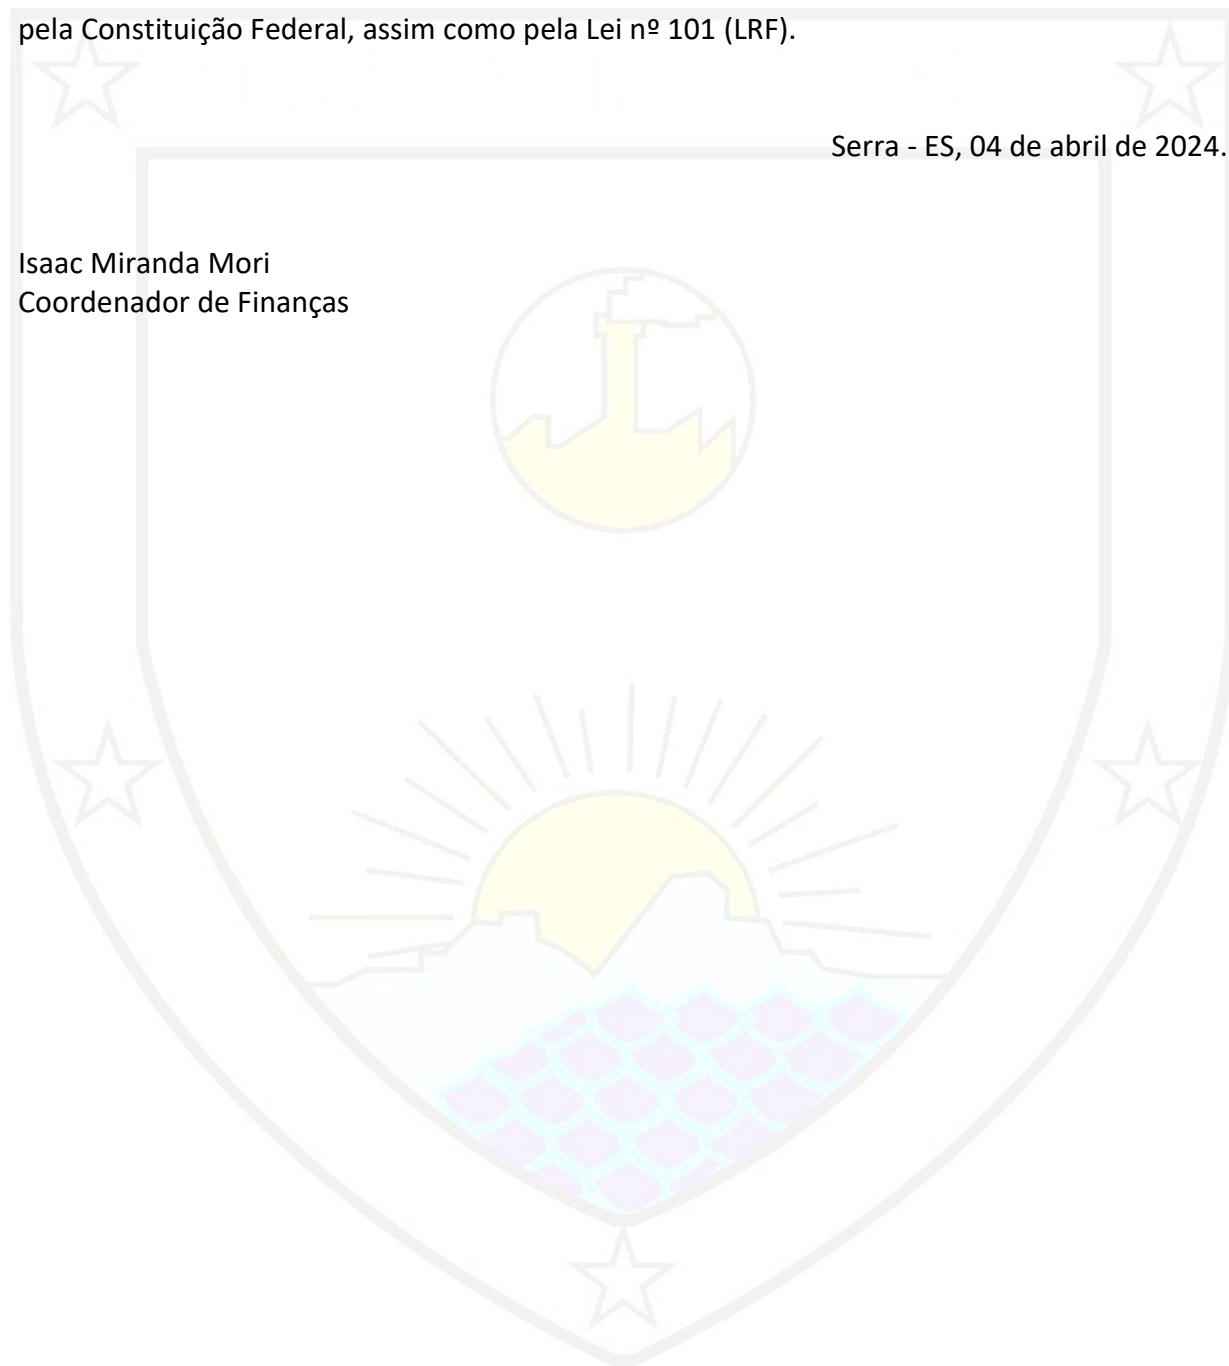 pela Constituição Federal, assim como pela Lei nº 101 (LRF).
Serra - ES, 04 de abril de 2024.
Isaac Miranda Mori
Coordenador de Finanças